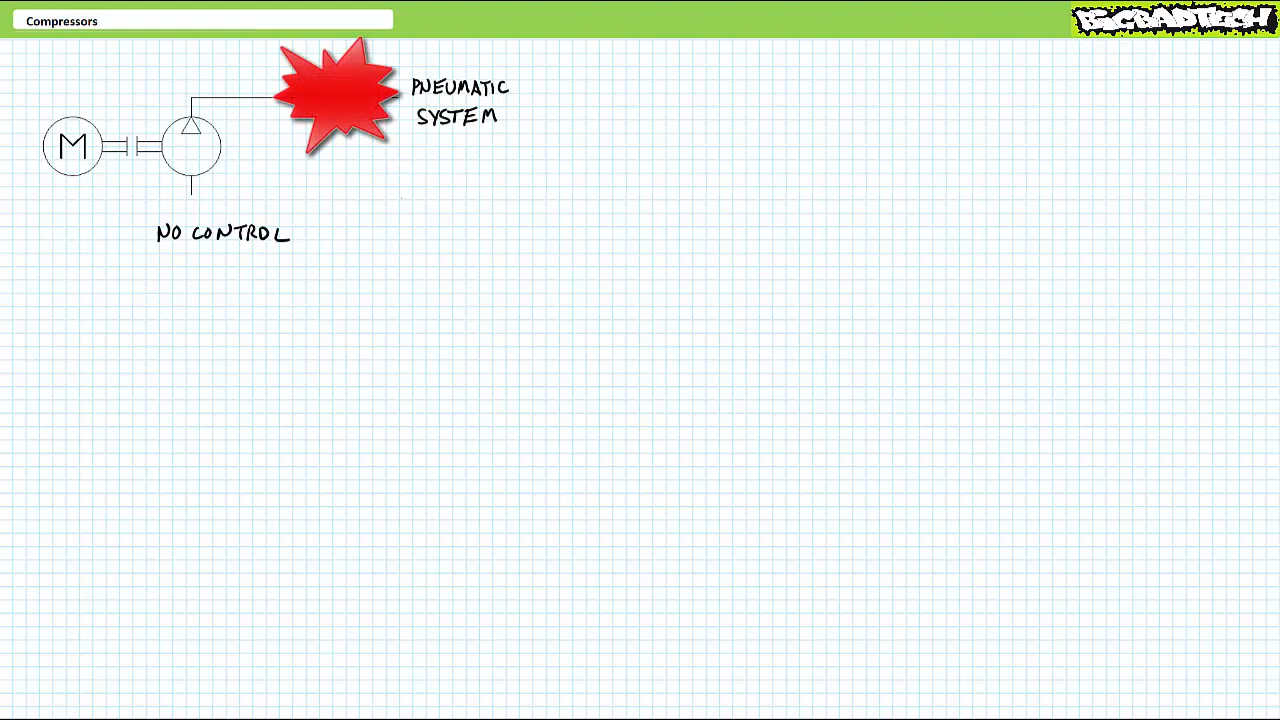 Compressors
BIGBADTECH
PNEUMATIC
SYSTEM
M
NO CONTROL